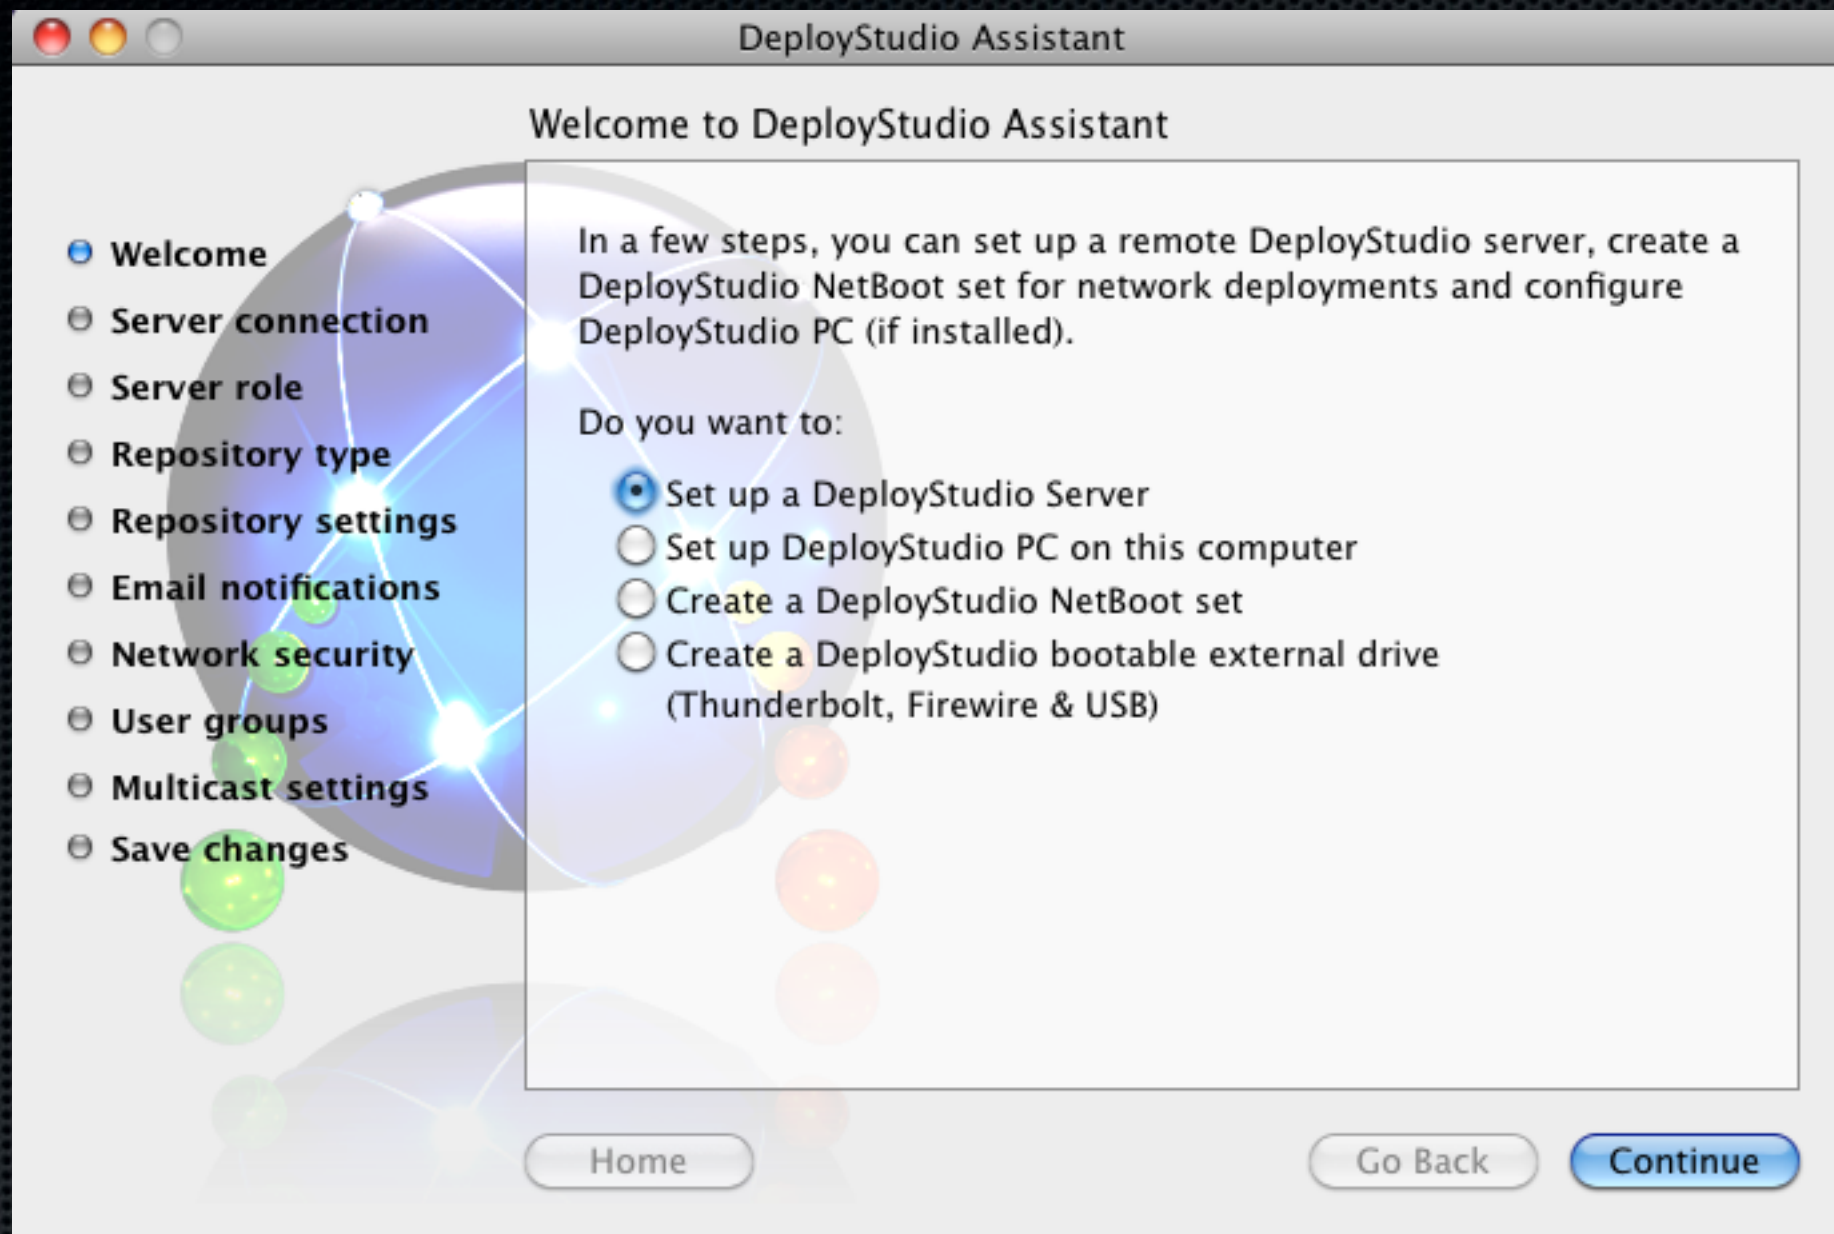 DeployStudio Assistant
Welcome to DeployStudio Assistant
Welcome
Server connection
Server role
Repository type
Repository settings
Email notifications
Network security
User groups
Multicast settings
Save changes
In a few steps, you can set up a remote DeployStudio server, create a
DeployStudio NetBoot set for network deployments and configure
DeployStudio PC (if installed).
Do you want to:
Set up a DeployStudio Server
Set up DeployStudio PC on this computer
Create a DeployStudio NetBoot set
Create a DeployStudio bootable external drive
(Thunderbolt, Firewire & USB)
Home
Go Back
Continue